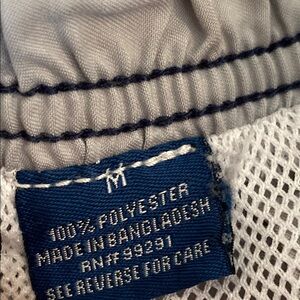 M
100% POLYESTER
MADE IN BANGLADESH
RN# 99291
SEE REVERSE FOR CARE